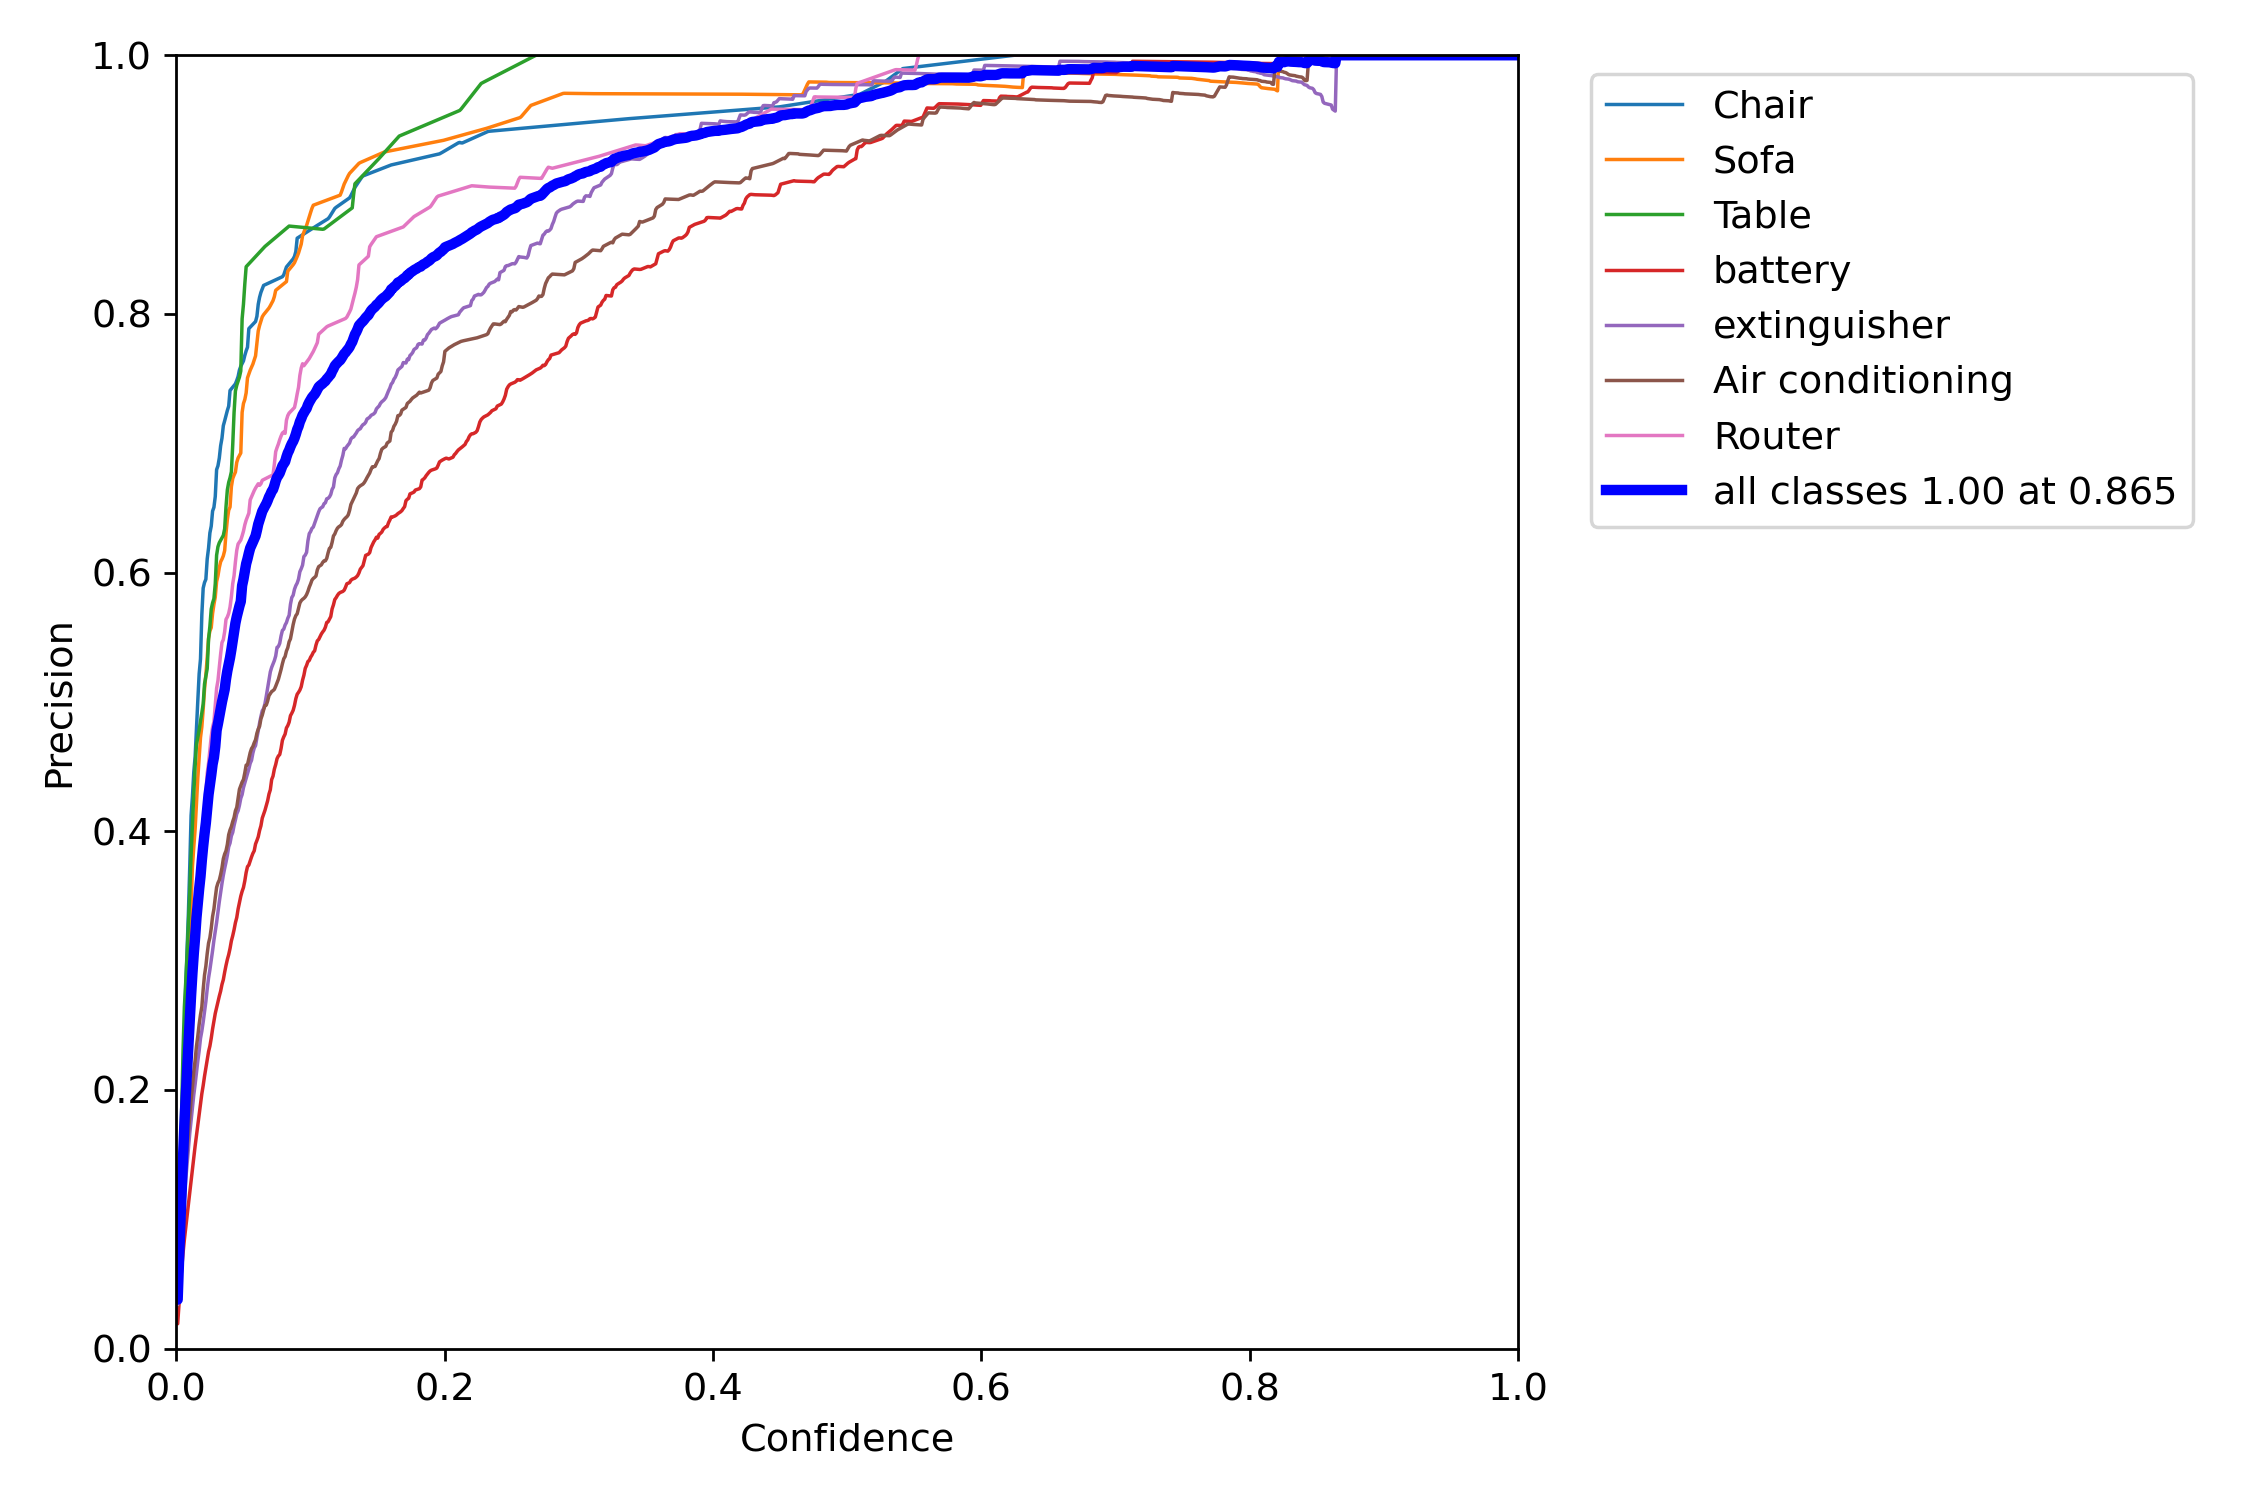 1.0
0.8
0.6
0.4
0.2
0.0
Precision
0.0 0.2 0.4 0.6 0.8 1.0
Confidence
Chair
Sofa
Table
battery
extinguisher
Air conditioning
Router
all classes 1.00 at 0.865